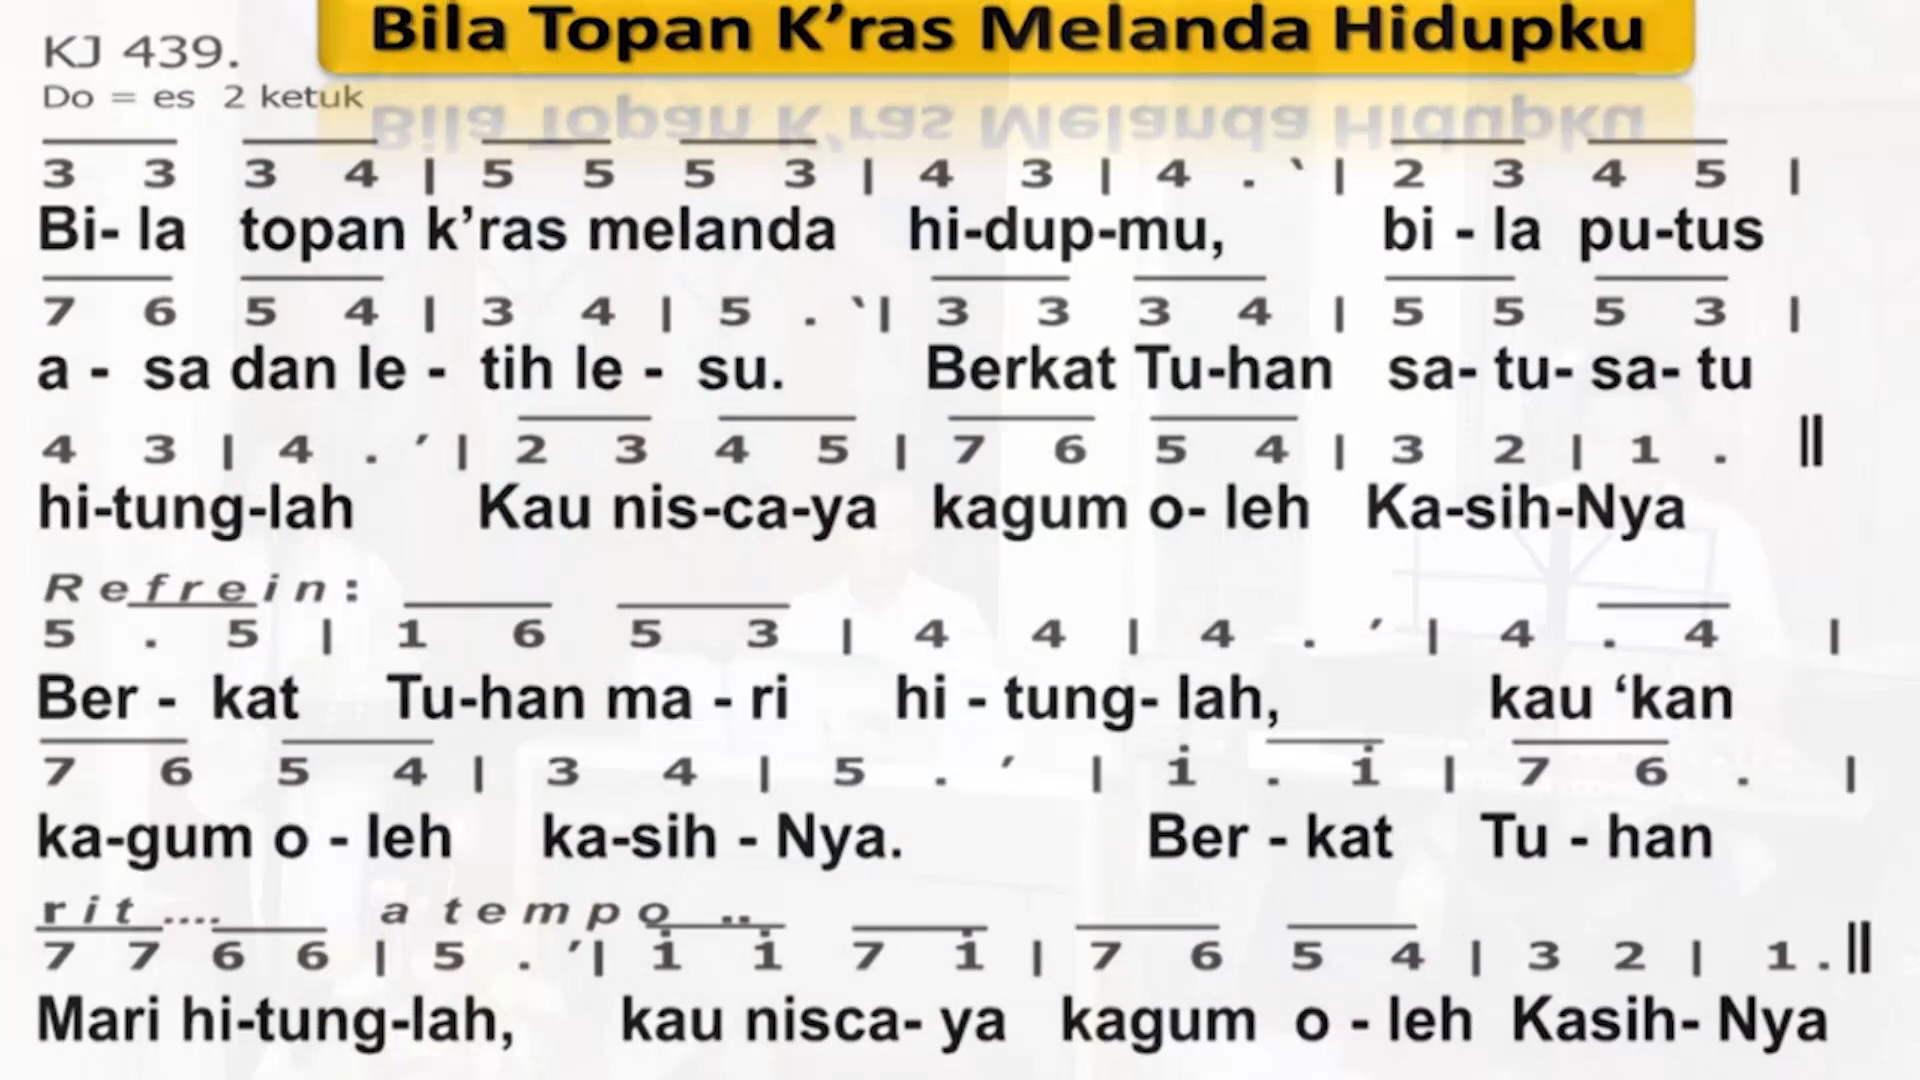 Bila Topan K’ras Melanda Hidupku
KJ 439.
Do = es 2 ketuk
3 3 3 4 | 5 5 5 3 | 4 3 | 4 . ‵ | 2 3 4 5 |
Bi- la topan k’ras melanda hi-dup-mu, bi - la pu-tus
7 6 5 4 | 3 4 | 5 . ‵ | 3 3 3 4 | 5 5 5 3 |
a - sa dan le - tih le - su. Berkat Tu-han sa- tu- sa- tu
4 3 | 4 . ′ | 2 3 4 5 | 7 6 5 4 | 3 2 | 1 . ||
hi-tung-lah Kau nis-ca-ya kagum o- leh Ka-sih-Nya
Refrein:
5 . 5 | 1 6 5 3 | 4 4 | 4 . ′ | 4 . 4 |
Ber - kat Tu-han ma - ri hi - tung- lah, kau ‘kan
7 6 5 4 | 3 4 | 5 . ′ | i . i | 7 6 . |
ka-gum o - leh ka-sih - Nya. Ber - kat Tu - han
rit .... a tempo ..
7 7 6 6 | 5 . ′ | i i 7 i | 7 6 5 4 | 3 2 | 1 . ||
Mari hi-tung-lah, kau nisca- ya kagum o - leh Kasih- Nya